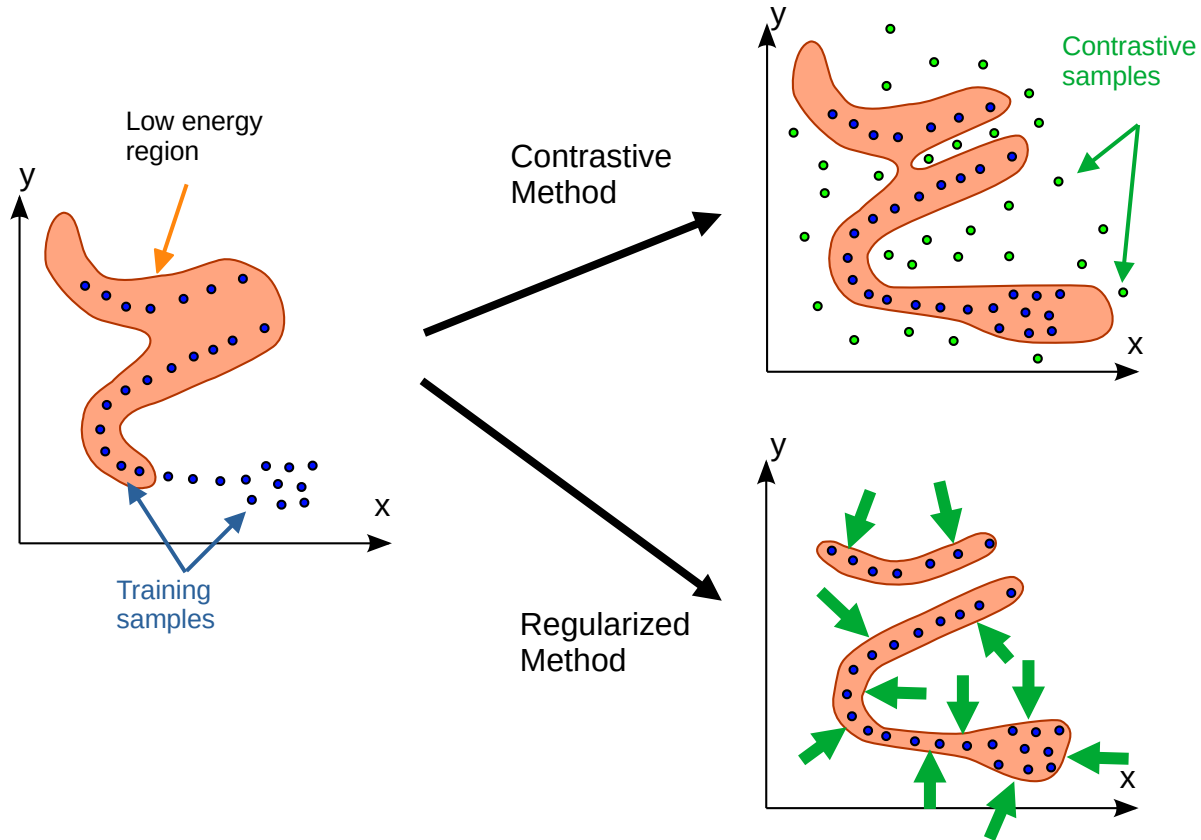 Low energy
region
y
x
Training
samples
Contrastive
Method
Regularized
Method
y
Contrastive
samples
x
y
x